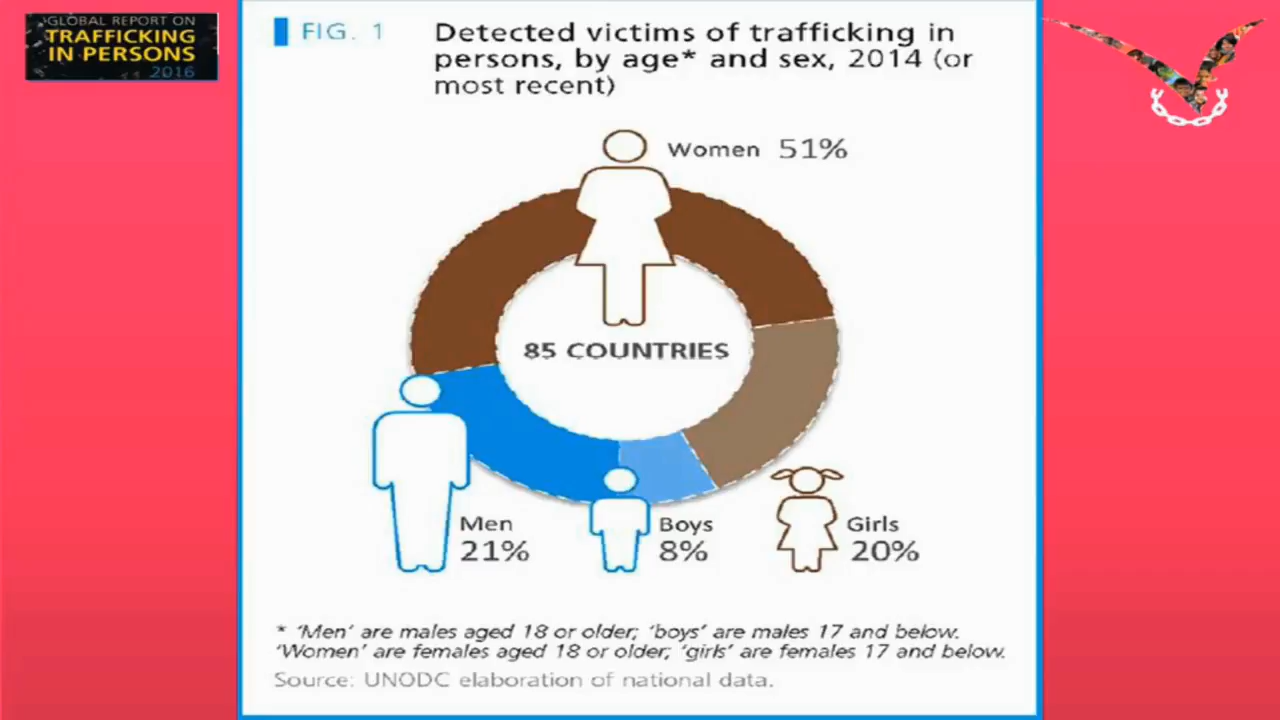 GLOBAL REPORT ON
TRAFFICKING
IN PERSONS
2016
FIG. 1
Detected victims of trafficking in
persons, by age* and sex, 2014 (or
most recent)
Women 51%
85 COUNTRIES
Men
21%
Boys
8%
Girls
20%
* 'Men' are males aged 18 or older; 'boys' are males 17 and below.
'Women' are females aged 18 or older; 'girls' are females 17 and below.
Source: UNODC elaboration of national data.